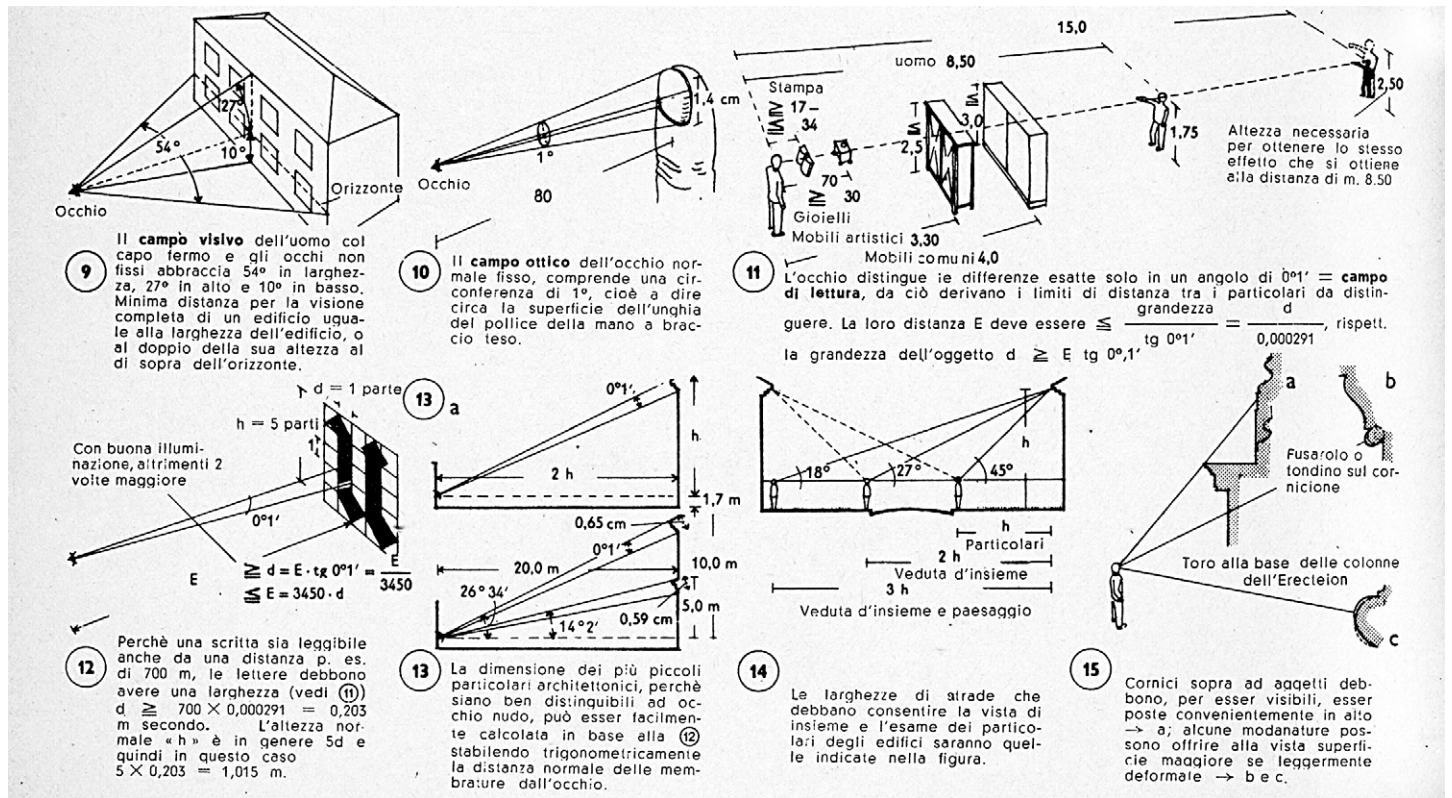 27°
54°
10°
Orizzonte
Occhio
9
Il campo visivo dell'uomo col
capo fermo e gli occhi non
fissi abbraccia 54° in larghez-
za, 27° in alto e 10° in basso.
Minima distanza per la visione
completa di un edificio ugua-
le alla larghezza dell'edificio, o
al doppio della sua altezza al
di sopra dell'orizzonte.
1,4 cm
1°
Occhio
80
10
Il campo ottico dell'occhio nor-
male fisso, comprende una cir-
conferenza di 1°, cioè a dire
circa la superficie dell'unghia
del pollice della mano a brac-
cio teso.
15,0
uomo 8,50
Stampa
≧ 17–
34
70
≧ 30
Gioielli
Mobili artistici 3,30
Mobili comuni 4,0
≦ 2,5
≦ 3,0
1,75
2,50
Altezza necessaria
per ottenere lo stesso
effetto che si ottiene
alla distanza di m. 8.50
11
L'occhio distingue le differenze esatte solo in un angolo di 0°1' = campo
di lettura, da ciò derivano i limiti di distanza tra i particolari da distin-
guere. La loro distanza E deve essere ≦ grandezza / tg 0°1' = d / 0,000291, rispett.
la grandezza dell'oggetto d ≧ E tg 0°,1'
d = 1 parte
h = 5 parti
1
Con buona illumi-
nazione, altrimenti 2
volte maggiore
0°1'
E
≧ d = E · tg 0°1' = E / 3450
≦ E = 3450 · d
12
Perchè una scritta sia leggibile
anche da una distanza p. es.
di 700 m, le lettere debbono
avere una larghezza (vedi 11)
d ≧ 700 × 0,000291 = 0,203
m secondo. L'altezza nor-
male « h » è in genere 5d e
quindi in questo caso
5 × 0,203 = 1,015 m.
13 a
0°1'
h
2 h
1,7 m
0,65 cm
0°1'
20,0 m
10,0 m
26° 34'
5,0 m
14°2'
0,59 cm
13
La dimensione dei più piccoli
particolari architettonici, perchè
siano ben distinguibili ad oc-
chio nudo, può esser facilmen-
te calcolata in base alla 12
stabilendo trigonometricamente
la distanza normale delle mem-
brature dall'occhio.
h
18°
27°
45°
h
Particolari
2 h
Veduta d'insieme
3 h
Veduta d'insieme e paesaggio
14
Le larghezze di strade che
debbano consentire la vista di
insieme e l'esame dei partico-
lari degli edifici saranno quel-
le indicate nella figura.
a
b
Fusarolo o
tondino sul cor-
nicione
Toro alla base delle colonne
dell'Erecteion
c
15
Cornici sopra ad aggetti deb-
bono, per esser visibili, esser
poste convenientemente in alto
→ a; alcune modanature pos-
sono offrire alla vista superfi-
cie maggiore se leggermente
deformale → b e c.